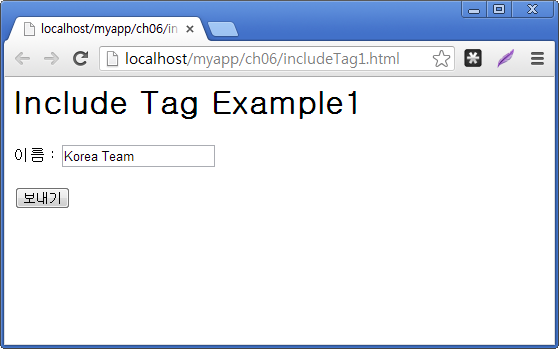 localhost/myapp/ch06/in
localhost/myapp/ch06/includeTag1.html
Include Tag Example1
이름 : Korea Team
보내기